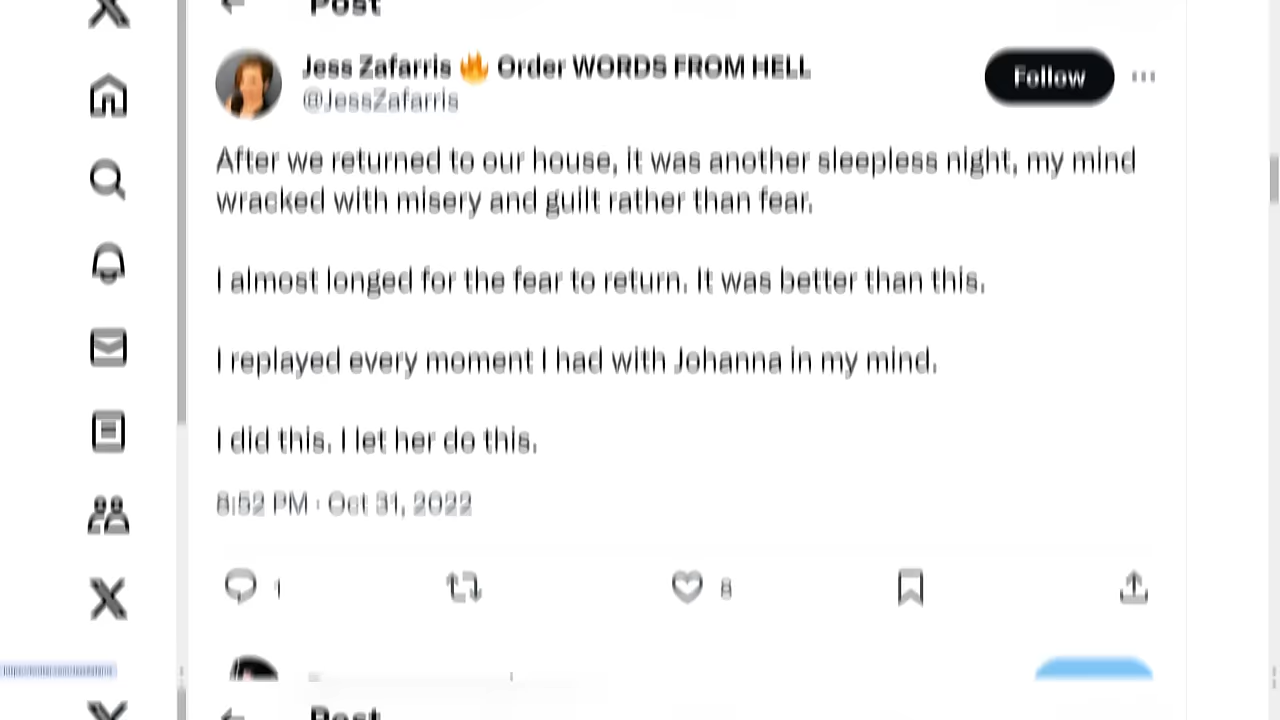 Post
Jess Zafarris 🔥 Order WORDS FROM HELL
@JessZafarris
Follow
After we returned to our house, it was another sleepless night, my mind
wracked with misery and guilt rather than fear.
I almost longed for the fear to return. It was better than this.
I replayed every moment I had with Johanna in my mind.
I did this. I let her do this.
8:52 PM · Oct 31, 2022
1
8
Post